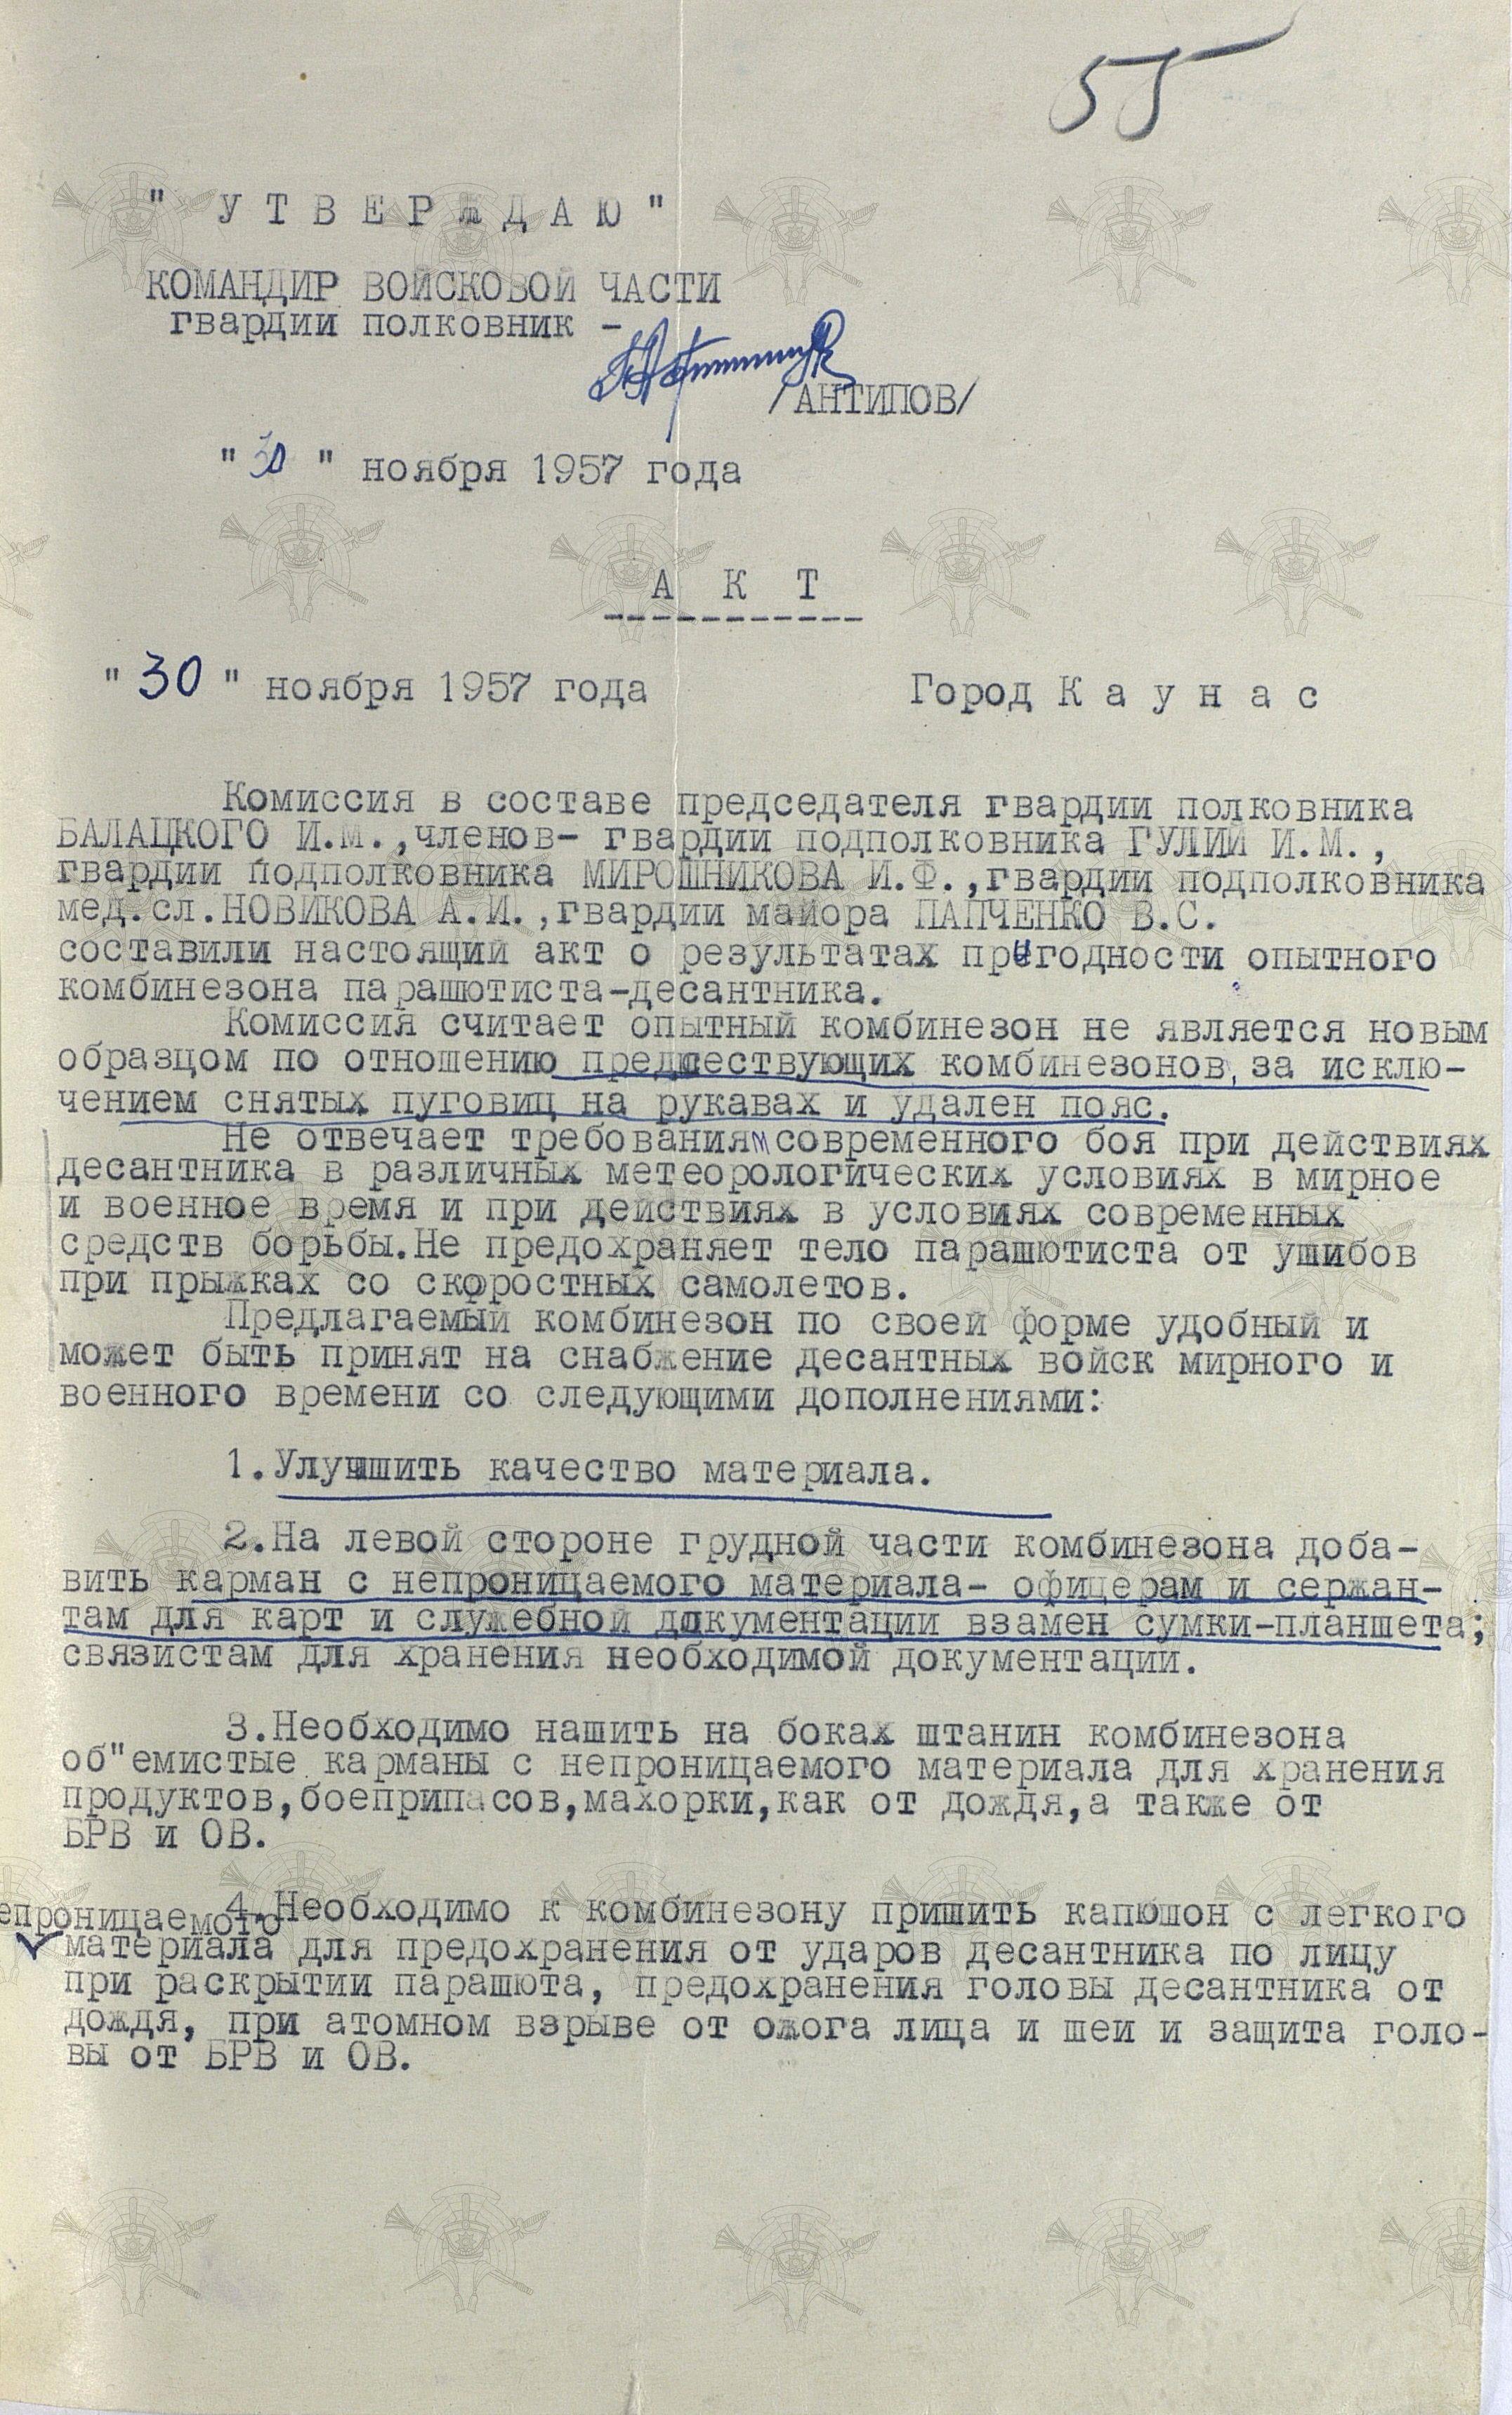 55
" У Т В Е Р Ж Д А Ю "
КОМАНДИР ВОЙСКОВОЙ ЧАСТИ
гвардии полковник -
/АНТИПОВ/
" 30 " ноября 1957 года
А К Т
" 30 " ноября 1957 года Город К а у н а с
Комиссия в составе председателя гвардии полковника
БАЛАЦКОГО И.М.,членов- гвардии подполковника ГУЛИЙ И.М.,
гвардии подполковника МИРОШНИКОВА И.Ф.,гвардии подполковника
мед.сл.НОВИКОВА А.И.,гвардии майора ПАПЧЕНКО В.С.
составили настоящий акт о результатах пригодности опытного
комбинезона парашютиста-десантника.
Комиссия считает опытный комбинезон не является новым
образцом по отношению предшествующих комбинезонов, за исклю-
чением снятых пуговиц на рукавах и удален пояс.
Не отвечает требованиям современного боя при действиях
десантника в различных метеорологических условиях в мирное
и военное время и при действиях в условиях современных
средств борьбы.Не предохраняет тело парашютиста от ушибов
при прыжках со скоростных самолетов.
Предлагаемый комбинезон по своей форме удобный и
может быть принят на снабжение десантных войск мирного и
военного времени со следующими дополнениями:
1.Улучшить качество материала.
2.На левой стороне грудной части комбинезона доба-
вить карман с непроницаемого материала- офицерам и сержан-
там для карт и служебной документации взамен сумки-планшета;
связистам для хранения необходимой документации.
3.Необходимо нашить на боках штанин комбинезона
об"емистые карманы с непроницаемого материала для хранения
продуктов,боеприпасов,махорки,как от дождя,а также от
БРВ и ОВ.
4.Необходимо к комбинезону пришить капюшон с легкого
епроницаемого
материала для предохранения от ударов десантника по лицу
при раскрытии парашюта, предохранения головы десантника от
дождя, при атомном взрыве от ожога лица и шеи и защита голо-
вы от БРВ и ОВ.